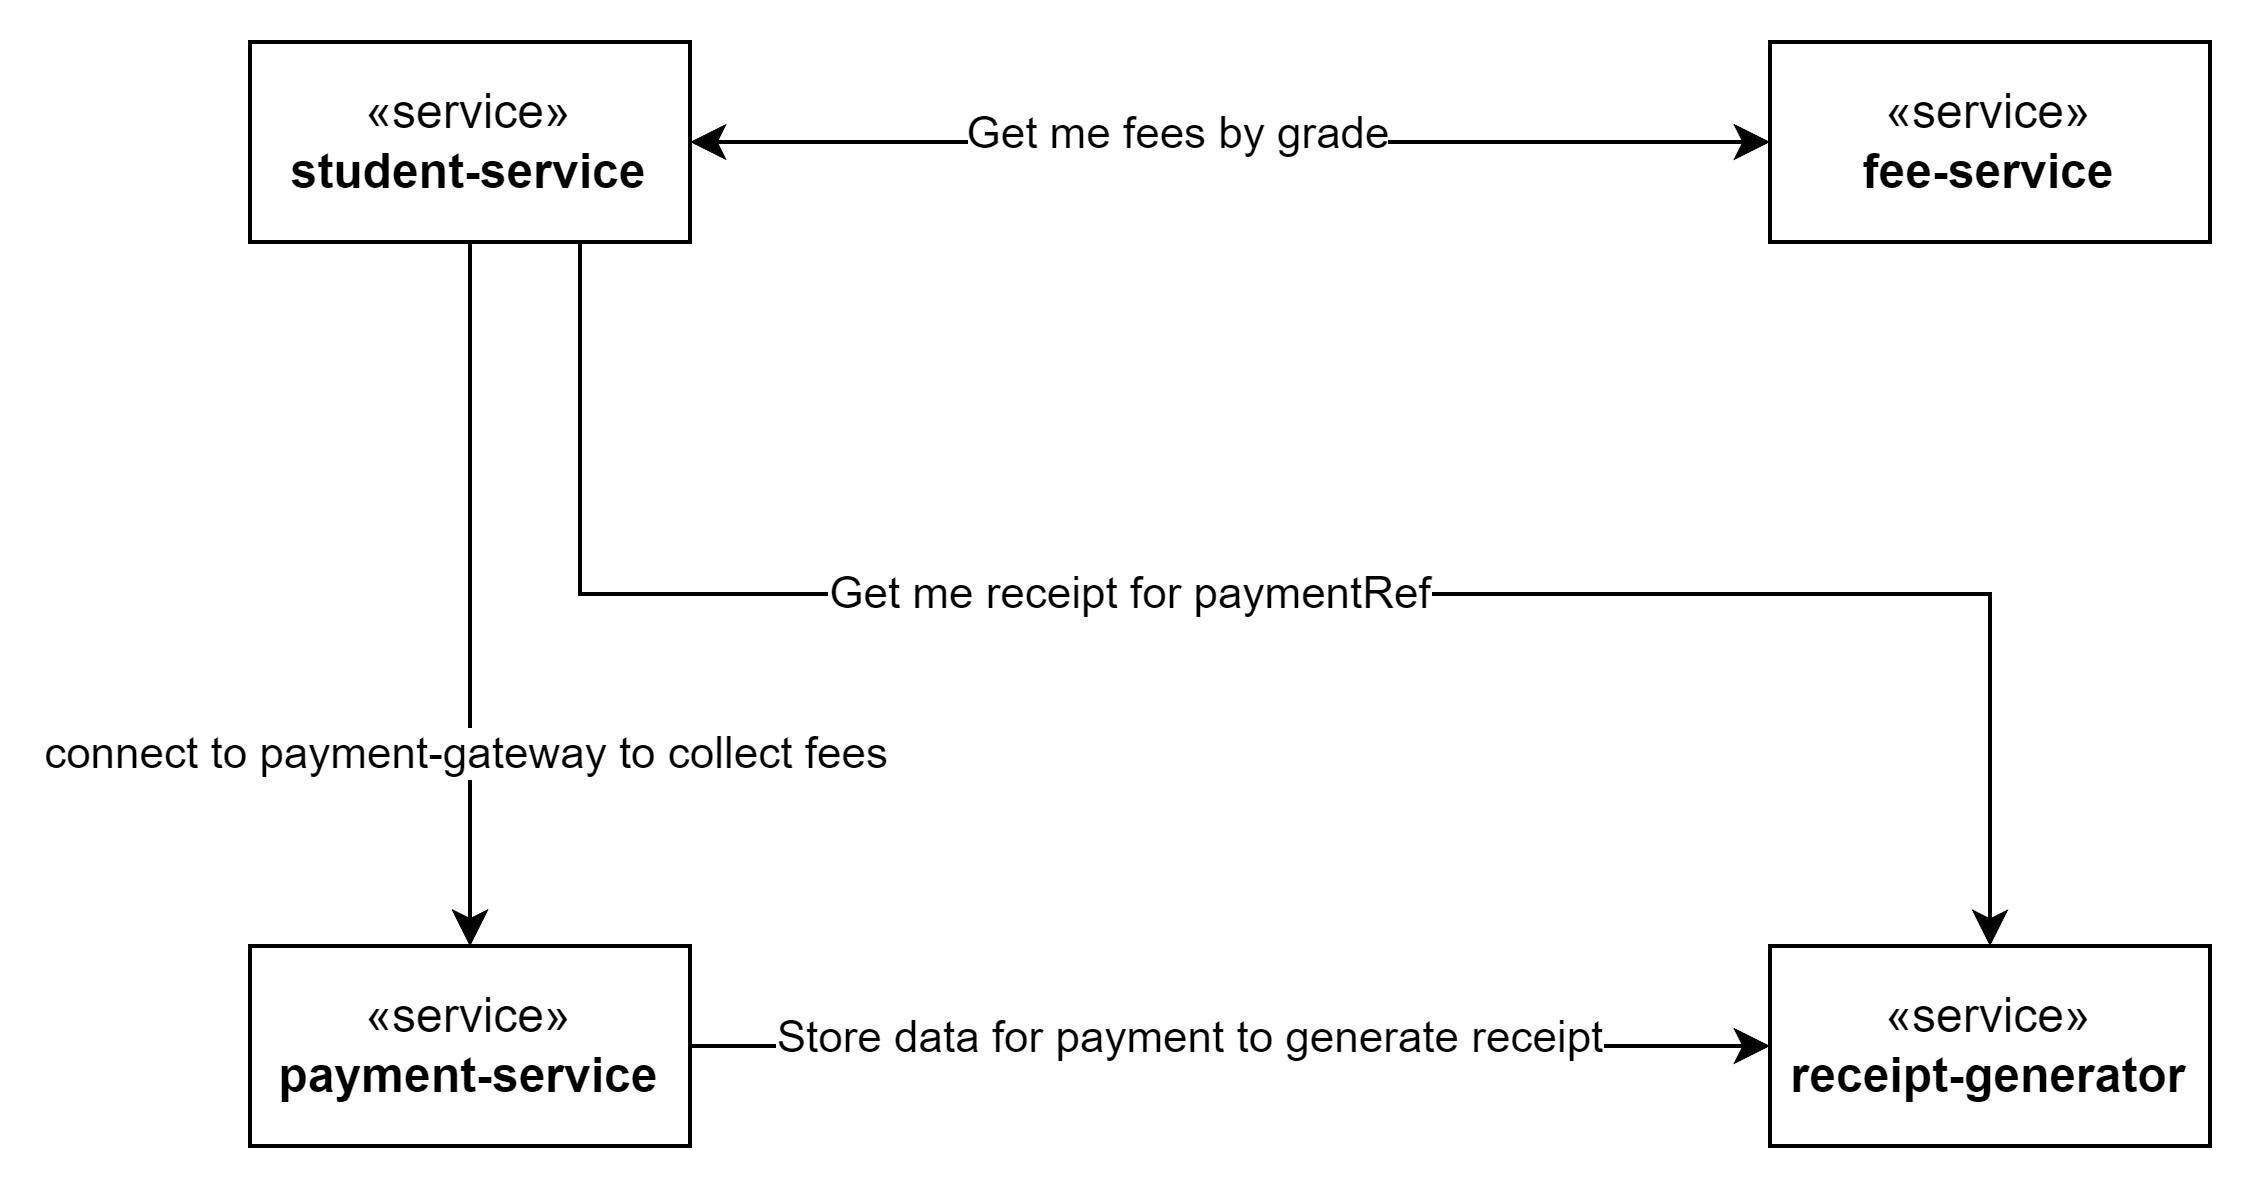 «service»
student-service
Get me fees by grade
«service»
fee-service
Get me receipt for paymentRef
connect to payment-gateway to collect fees
«service»
payment-service
Store data for payment to generate receipt
«service»
receipt-generator